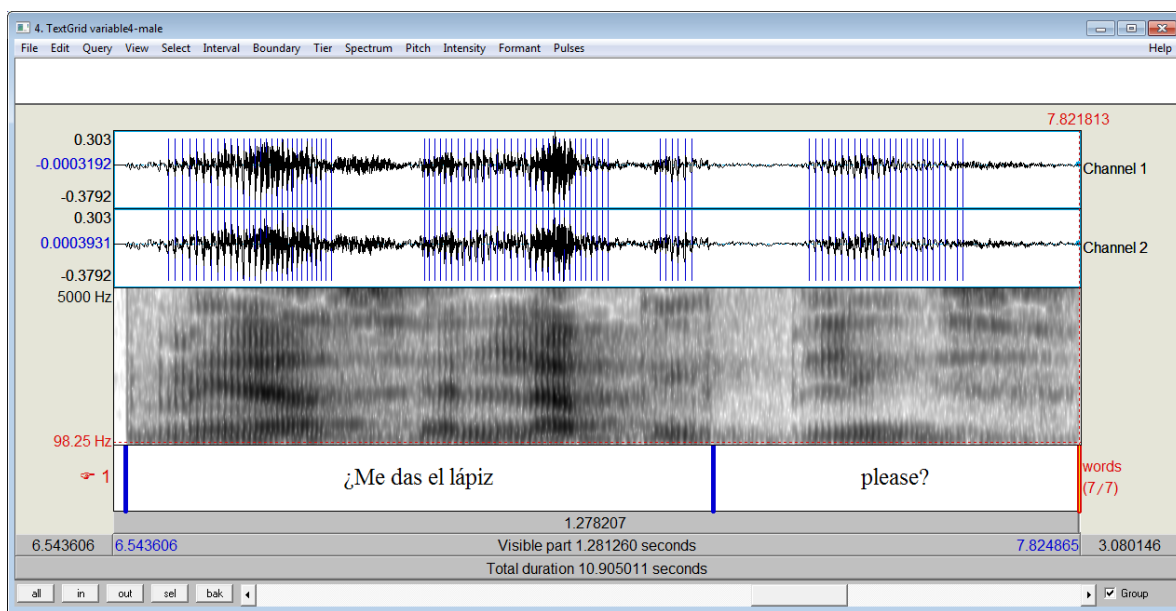 4. TextGrid variable4-male
File Edit Query View Select Interval Boundary Tier Spectrum Pitch Intensity Formant Pulses Help
7.821813
0.303
-0.0003192
-0.3792
Channel 1
0.303
0.0003931
-0.3792
Channel 2
5000 Hz
98.25 Hz
1 ¿Me das el lápiz please? words
(7/7)
1.278207
6.543606 6.543606 Visible part 1.281260 seconds 7.824865 3.080146
Total duration 10.905011 seconds
all in out sel bak Group